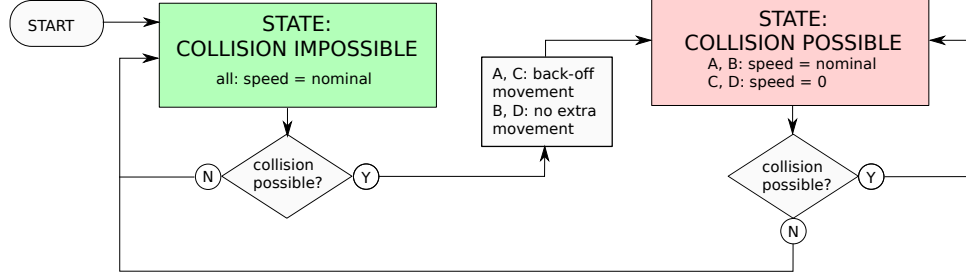 START
STATE:
COLLISION IMPOSSIBLE
all: speed = nominal
collision
possible?
N
Y
A, C: back-off
movement
B, D: no extra
movement
STATE:
COLLISION POSSIBLE
A, B: speed = nominal
C, D: speed = 0
collision
possible?
Y
N